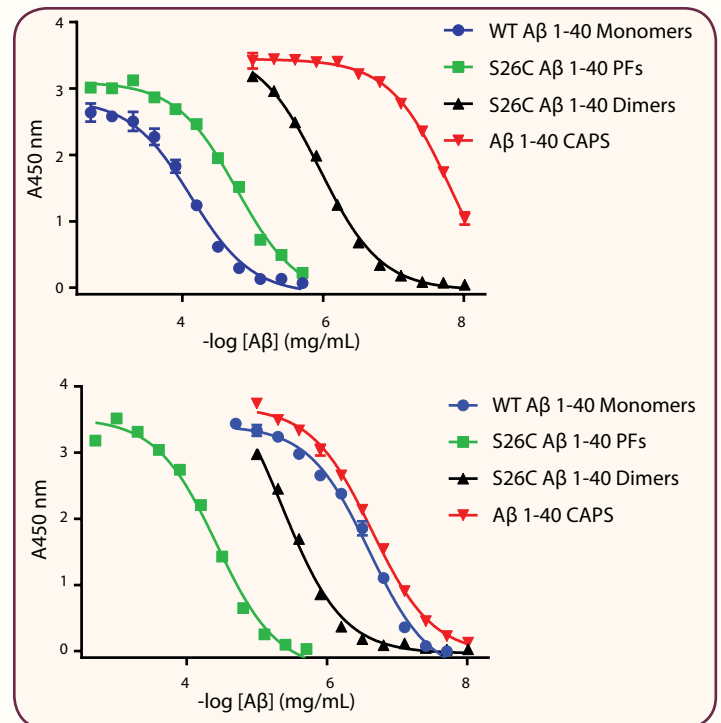 4
3
2
1
0
A450 nm
4
6
8
-log [Aβ] (mg/mL)
WT Aβ 1-40 Monomers
S26C Aβ 1-40 PFs
S26C Aβ 1-40 Dimers
Aβ 1-40 CAPS
4
3
2
1
0
A450 nm
4
6
8
-log [Aβ] (mg/mL)
WT Aβ 1-40 Monomers
S26C Aβ 1-40 PFs
S26C Aβ 1-40 Dimers
Aβ 1-40 CAPS